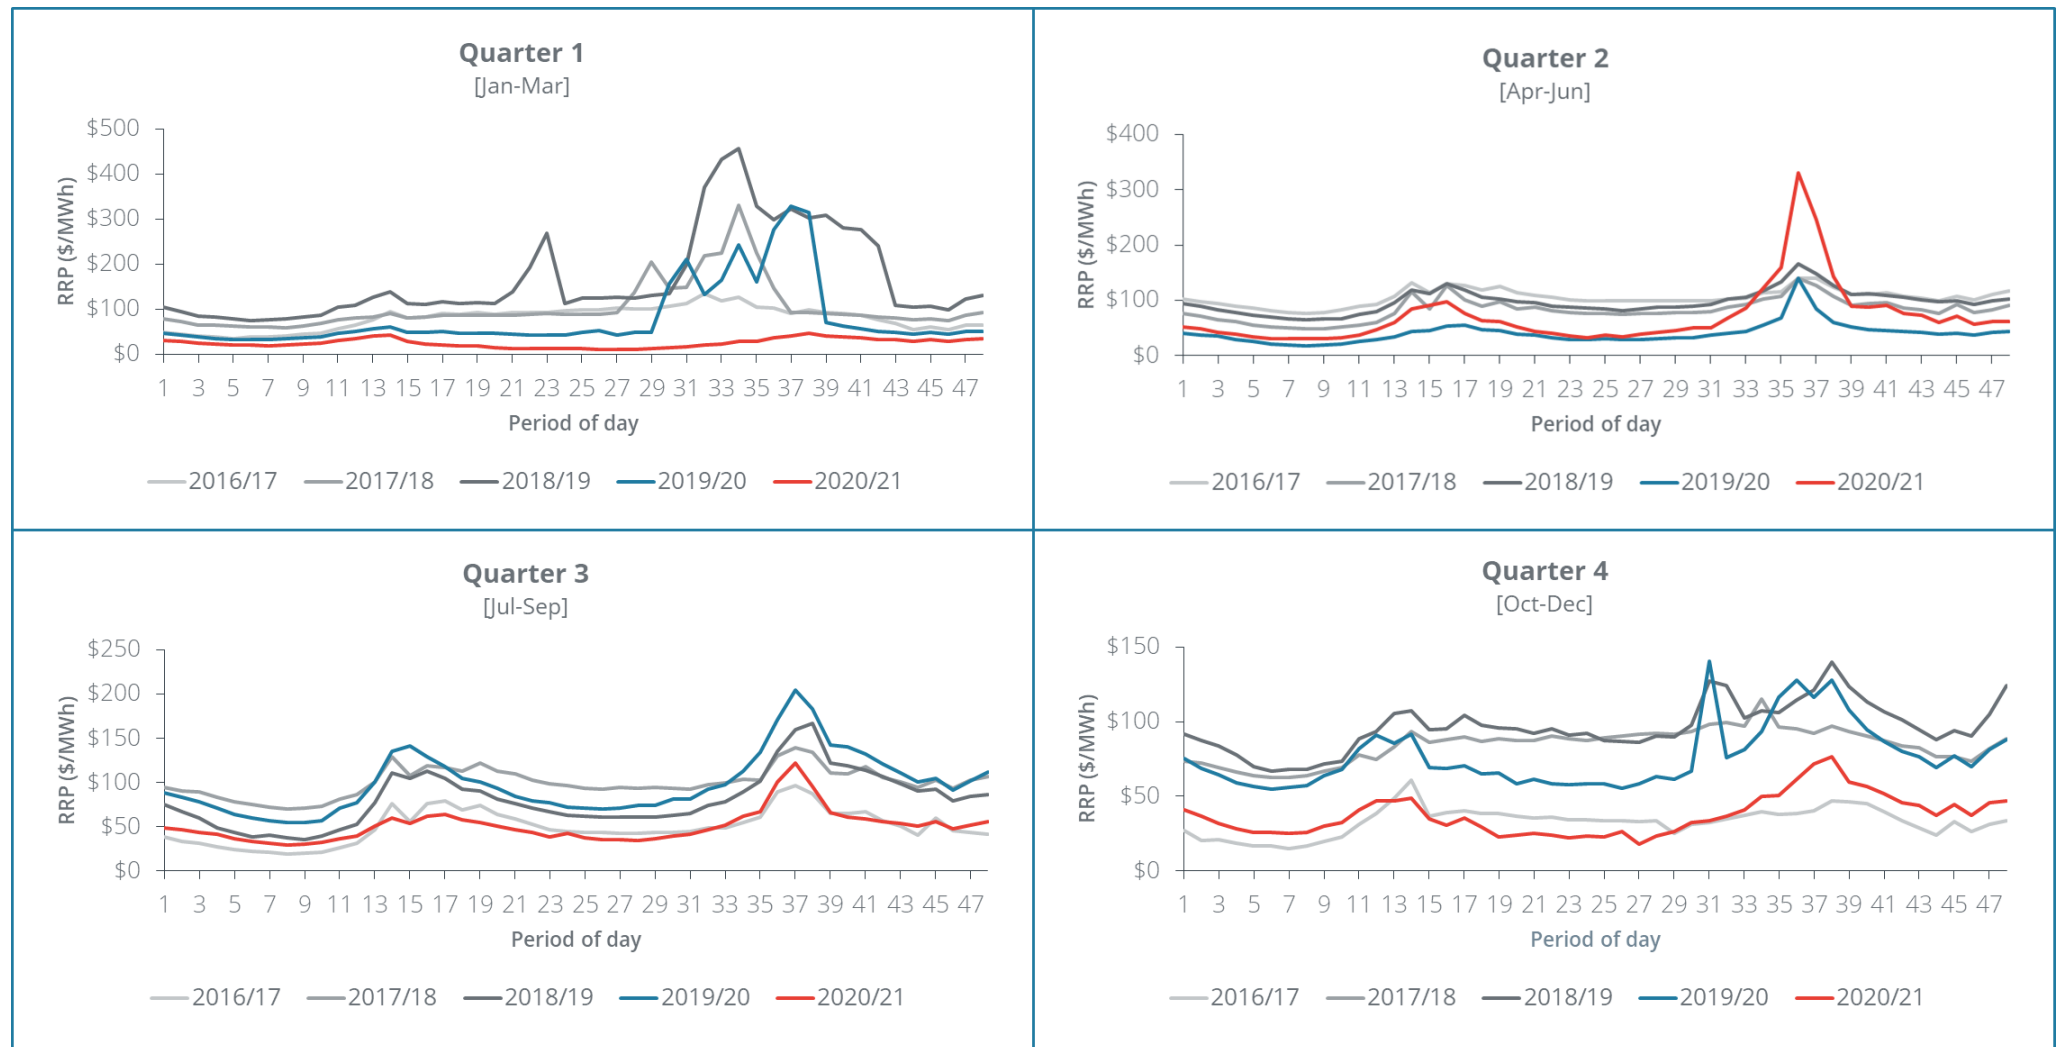 Quarter 1
[Jan-Mar]
RRP ($/MWh)
$500
$400
$300
$200
$100
$0
1 3 5 7 9 11 13 15 17 19 21 23 25 27 29 31 33 35 37 39 41 43 45 47
Period of day
2016/17 2017/18 2018/19 2019/20 2020/21
Quarter 2
[Apr-Jun]
RRP ($/MWh)
$400
$300
$200
$100
$0
1 3 5 7 9 11 13 15 17 19 21 23 25 27 29 31 33 35 37 39 41 43 45 47
Period of day
2016/17 2017/18 2018/19 2019/20 2020/21
Quarter 3
[Jul-Sep]
RRP ($/MWh)
$250
$200
$150
$100
$50
$0
1 3 5 7 9 11 13 15 17 19 21 23 25 27 29 31 33 35 37 39 41 43 45 47
Period of day
2016/17 2017/18 2018/19 2019/20 2020/21
Quarter 4
[Oct-Dec]
RRP ($/MWh)
$150
$100
$50
$0
1 3 5 7 9 11 13 15 17 19 21 23 25 27 29 31 33 35 37 39 41 43 45 47
Period of day
2016/17 2017/18 2018/19 2019/20 2020/21